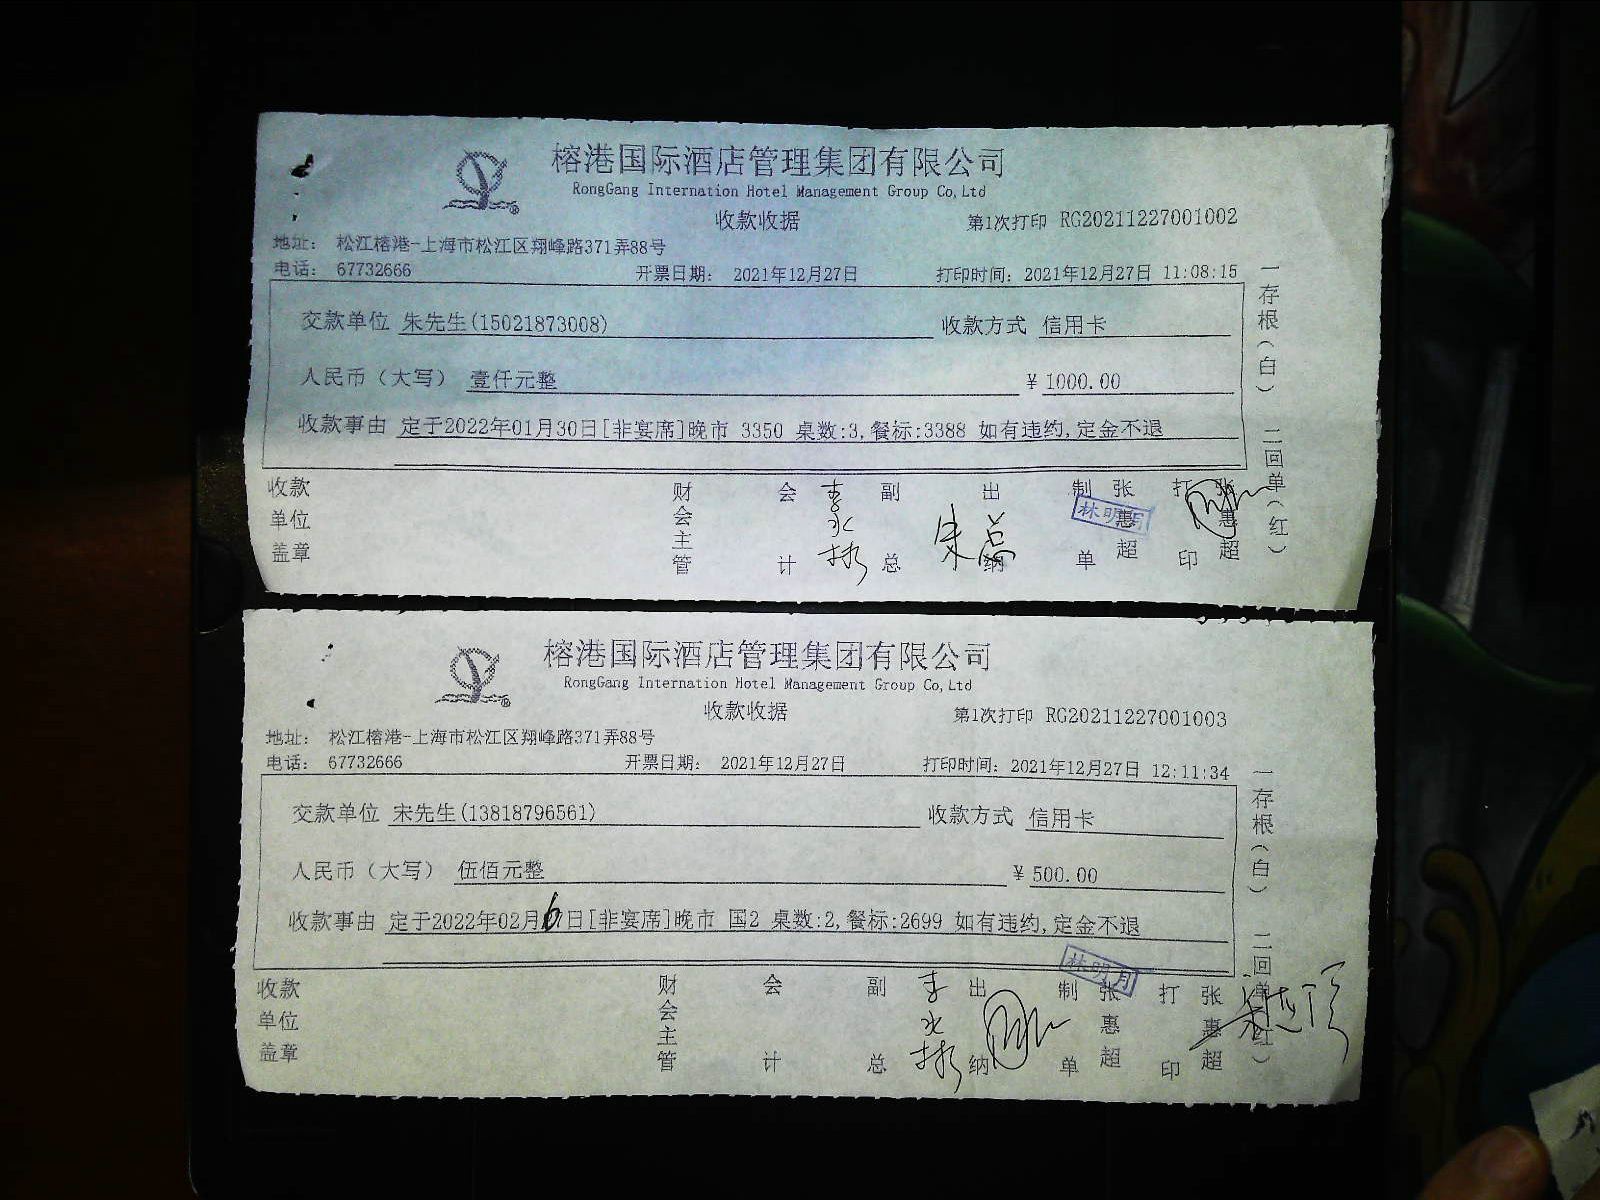 榕港国际酒店管理集团有限公司
RongGang Internation Hotel Management Group Co,Ltd
收款收据
第1次打印 RG20211227001002
地址: 松江榕港-上海市松江区翔峰路371弄88号
电话: 67732666 开票日期: 2021年12月27日 打印时间: 2021年12月27日 11:08:15
交款单位 朱先生(15021873008) 收款方式 信用卡
人民币（大写） 壹仟元整 ¥ 1000.00
收款事由 定于2022年01月30日[非宴席]晚市 3350 桌数:3,餐标:3388 如有违约,定金不退
一存根（白） 二回单（红）
收款单位盖章 财会主管 会计 李水彬 副总 朱总 出纳 制单 张惠超 林明月 打印 张惠超
榕港国际酒店管理集团有限公司
RongGang Internation Hotel Management Group Co,Ltd
收款收据
第1次打印 RG20211227001003
地址: 松江榕港-上海市松江区翔峰路371弄88号
电话: 67732666 开票日期: 2021年12月27日 打印时间: 2021年12月27日 12:11:34
交款单位 宋先生(13818796561) 收款方式 信用卡
人民币（大写） 伍佰元整 ¥ 500.00
收款事由 定于2022年02月6日[非宴席]晚市 国2 桌数:2,餐标:2699 如有违约,定金不退
一存根（白） 二回单（红）
收款单位盖章 财会主管 会计 副总 李水彬 出纳 制单 张惠超 林明月 打印 张惠超